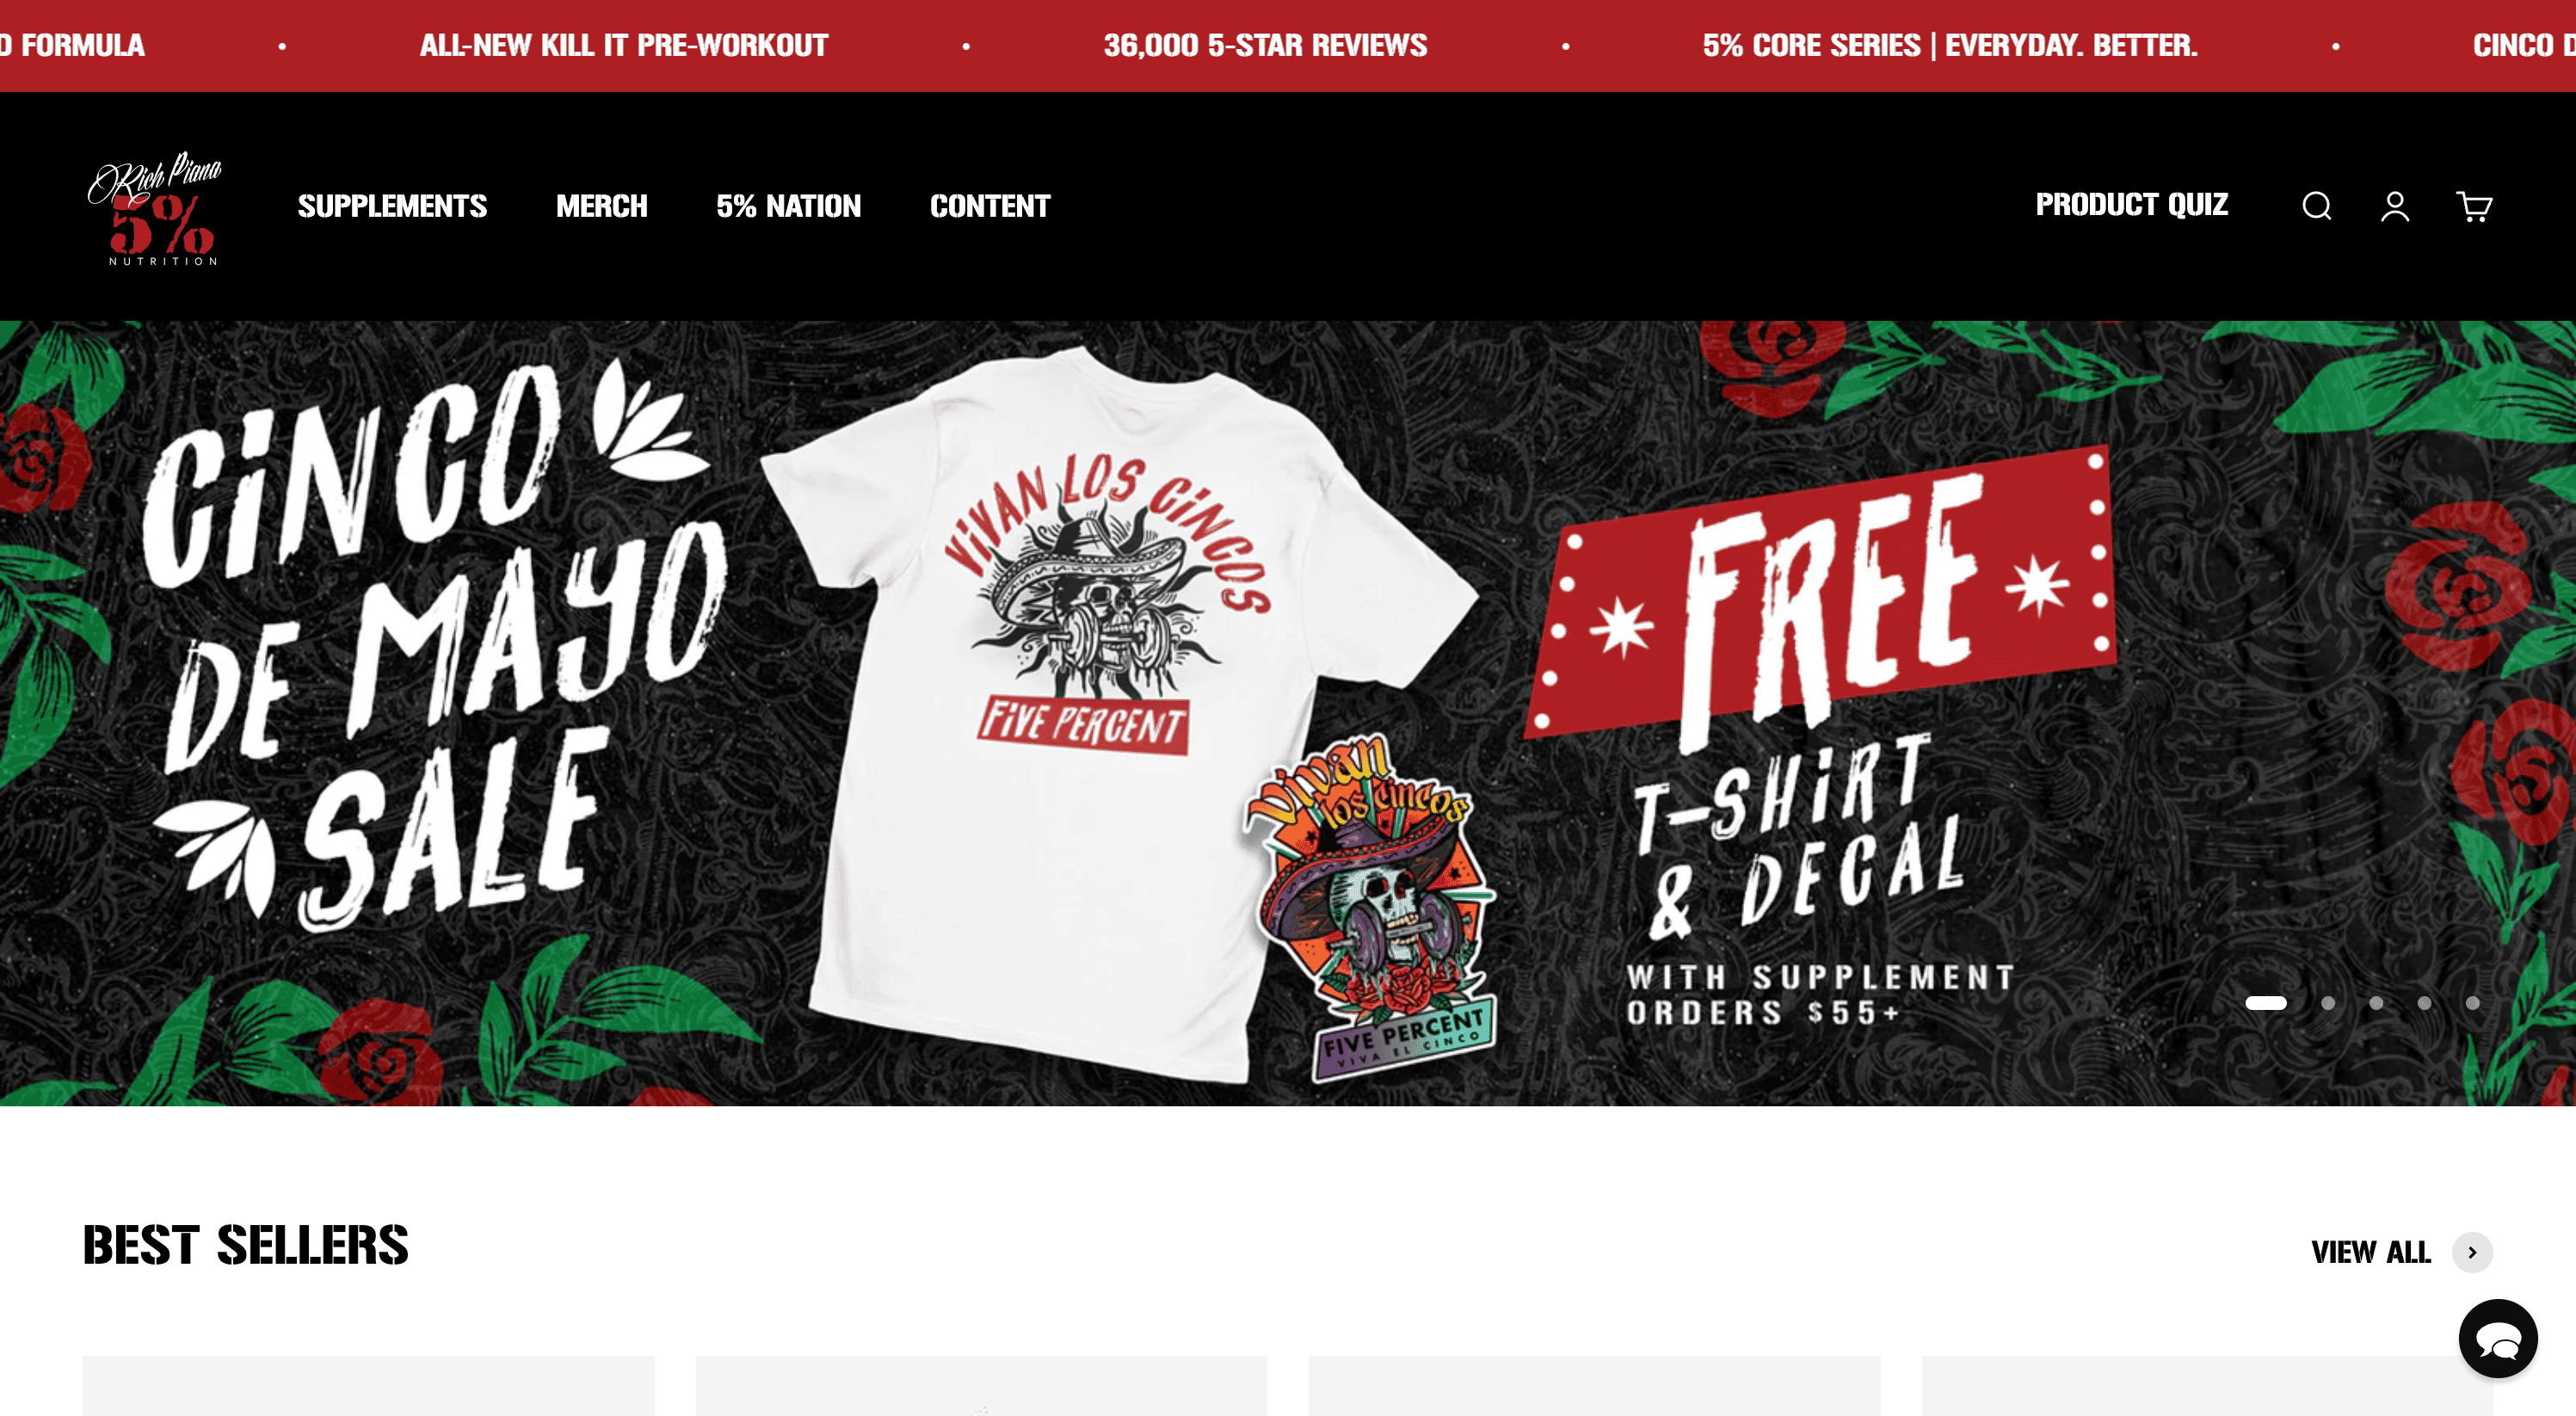 D FORMULA • ALL-NEW KILL IT PRE-WORKOUT • 36,000 5-STAR REVIEWS • 5% CORE SERIES | EVERYDAY. BETTER. • CINCO D
Rich Piana
5%
NUTRITION
SUPPLEMENTS MERCH 5% NATION CONTENT PRODUCT QUIZ
CiNCO
DE MAYO
SALE
ViVAN LOS CiNCOS
FiVE PERCENT
vivan
los cincos
FIVE PERCENT
VIVA EL CINCO
FREE
T-SHiRT
& DECAL
WITH SUPPLEMENT
ORDERS $55+
BEST SELLERS
VIEW ALL